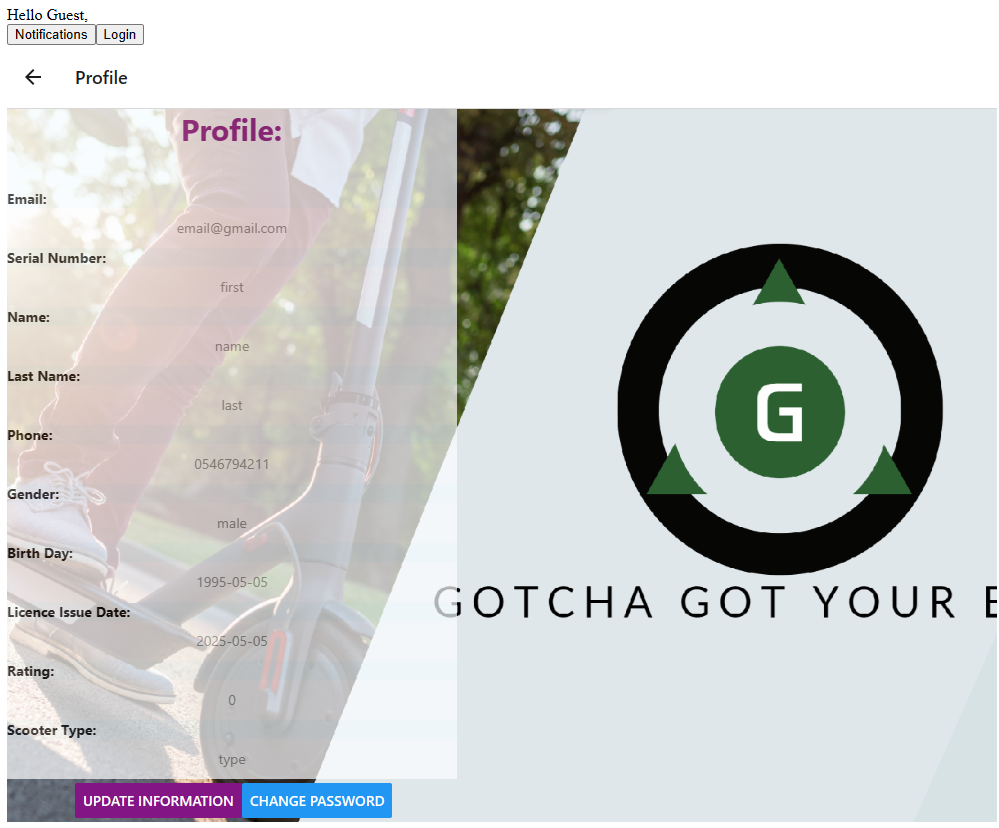 Hello Guest,
Notifications Login
Profile
Profile:
Email:
email@gmail.com
Serial Number:
first
Name:
name
Last Name:
last
Phone:
0546794211
Gender:
male
Birth Day:
1995-05-05
Licence Issue Date:
2025-05-05
Rating:
0
Scooter Type:
type
G
GOTCHA GOT YOUR
UPDATE INFORMATION CHANGE PASSWORD